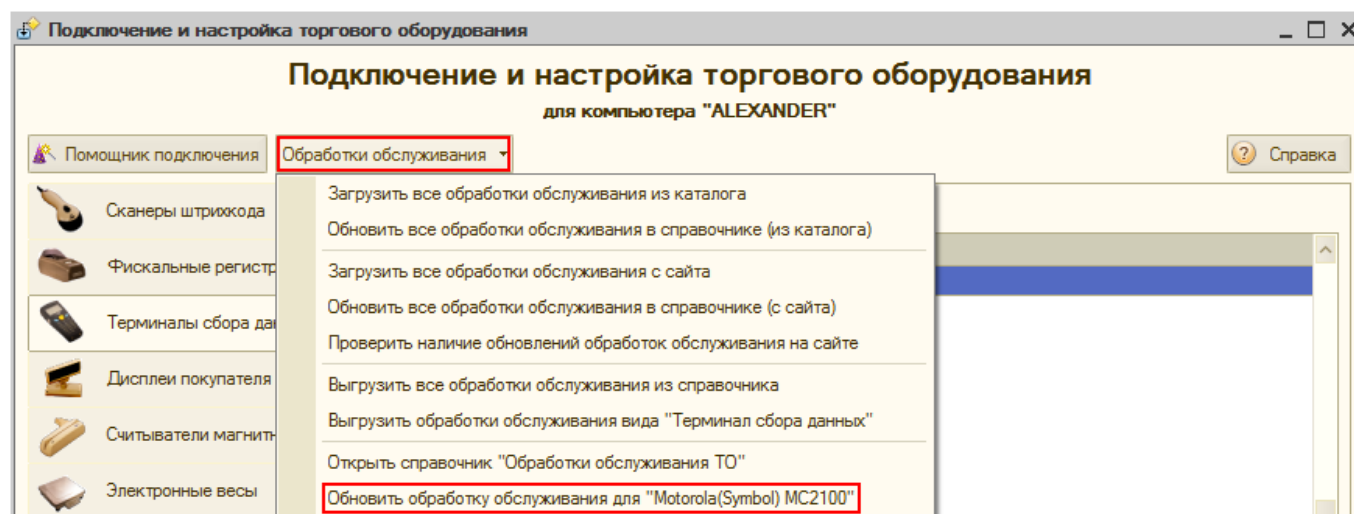 Подключение и настройка торгового оборудования
Подключение и настройка торгового оборудования
для компьютера "ALEXANDER"
Помощник подключения Обработки обслуживания Справка
Сканеры штрихкода
Фискальные регистр
Терминалы сбора да
Дисплеи покупателя
Считыватели магнит
Электронные весы
Загрузить все обработки обслуживания из каталога
Обновить все обработки обслуживания в справочнике (из каталога)
Загрузить все обработки обслуживания с сайта
Обновить все обработки обслуживания в справочнике (с сайта)
Проверить наличие обновлений обработок обслуживания на сайте
Выгрузить все обработки обслуживания из справочника
Выгрузить обработки обслуживания вида "Терминал сбора данных"
Открыть справочник "Обработки обслуживания ТО"
Обновить обработку обслуживания для "Motorola(Symbol) MC2100"